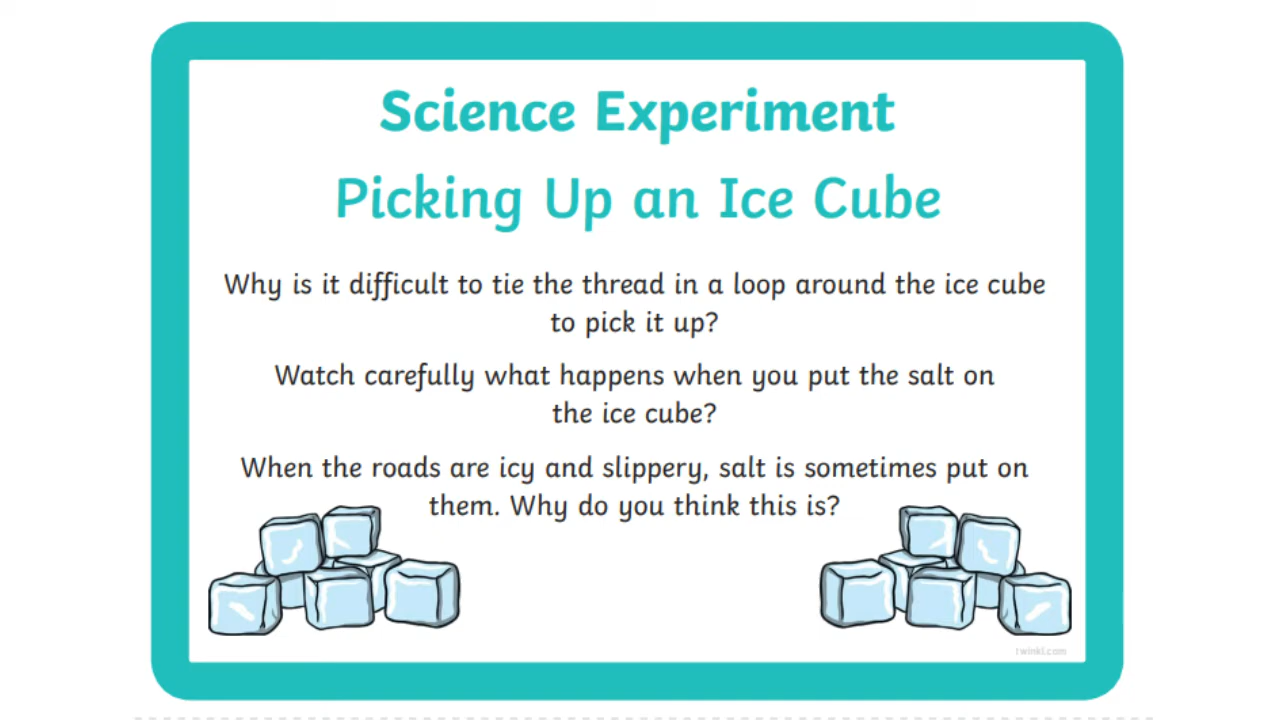 Science Experiment
Picking Up an Ice Cube
Why is it difficult to tie the thread in a loop around the ice cube
to pick it up?
Watch carefully what happens when you put the salt on
the ice cube?
When the roads are icy and slippery, salt is sometimes put on
them. Why do you think this is?
twinkl.com